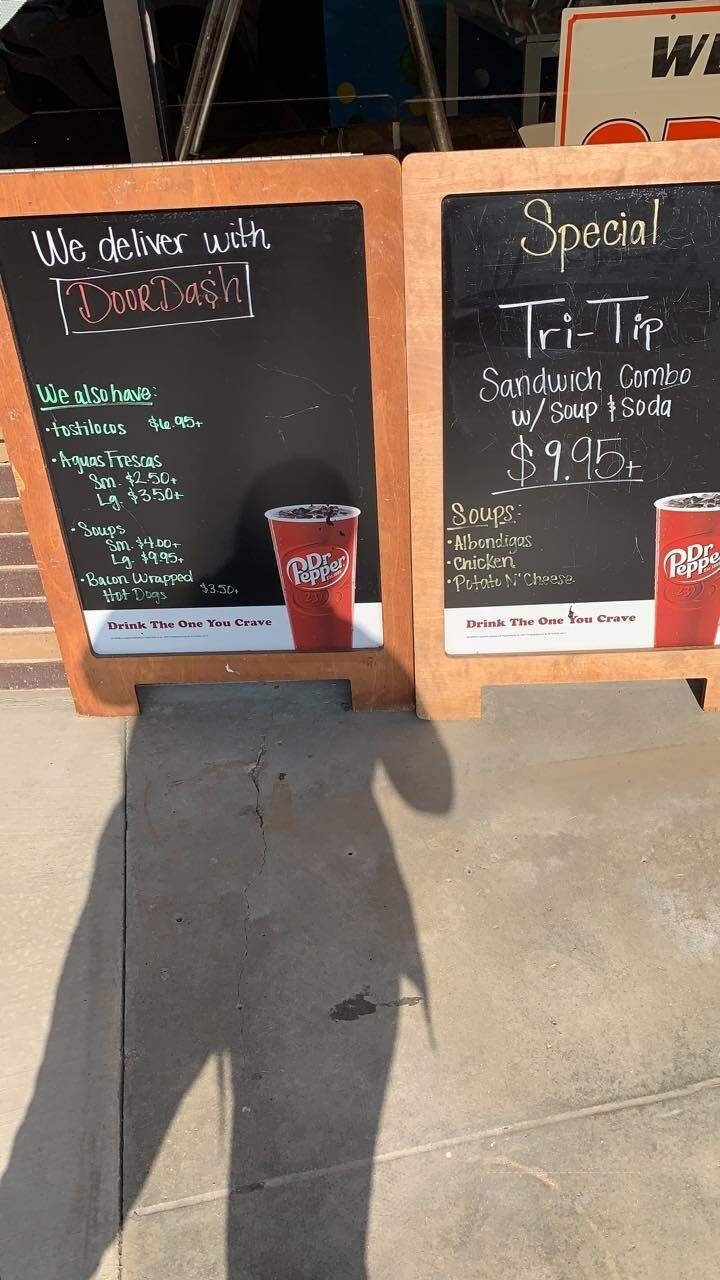 We deliver with
DoorDa$h
We also have:
• tostilocos $6.95+
• Aguas Frescas
Sm. $2.50+
Lg. $3.50+
• Soups
Sm. $4.00+
Lg. $9.95+
• Bacon Wrapped
Hot Dogs $3.50+
Dr Pepper
23
Drink The One You Crave
Special
Tri-Tip
Sandwich Combo
w/ Soup & Soda
$9.95+
Soups:
• Albondigas
• Chicken
• Potato N' Cheese
Dr Peppe
Drink The One You Crave